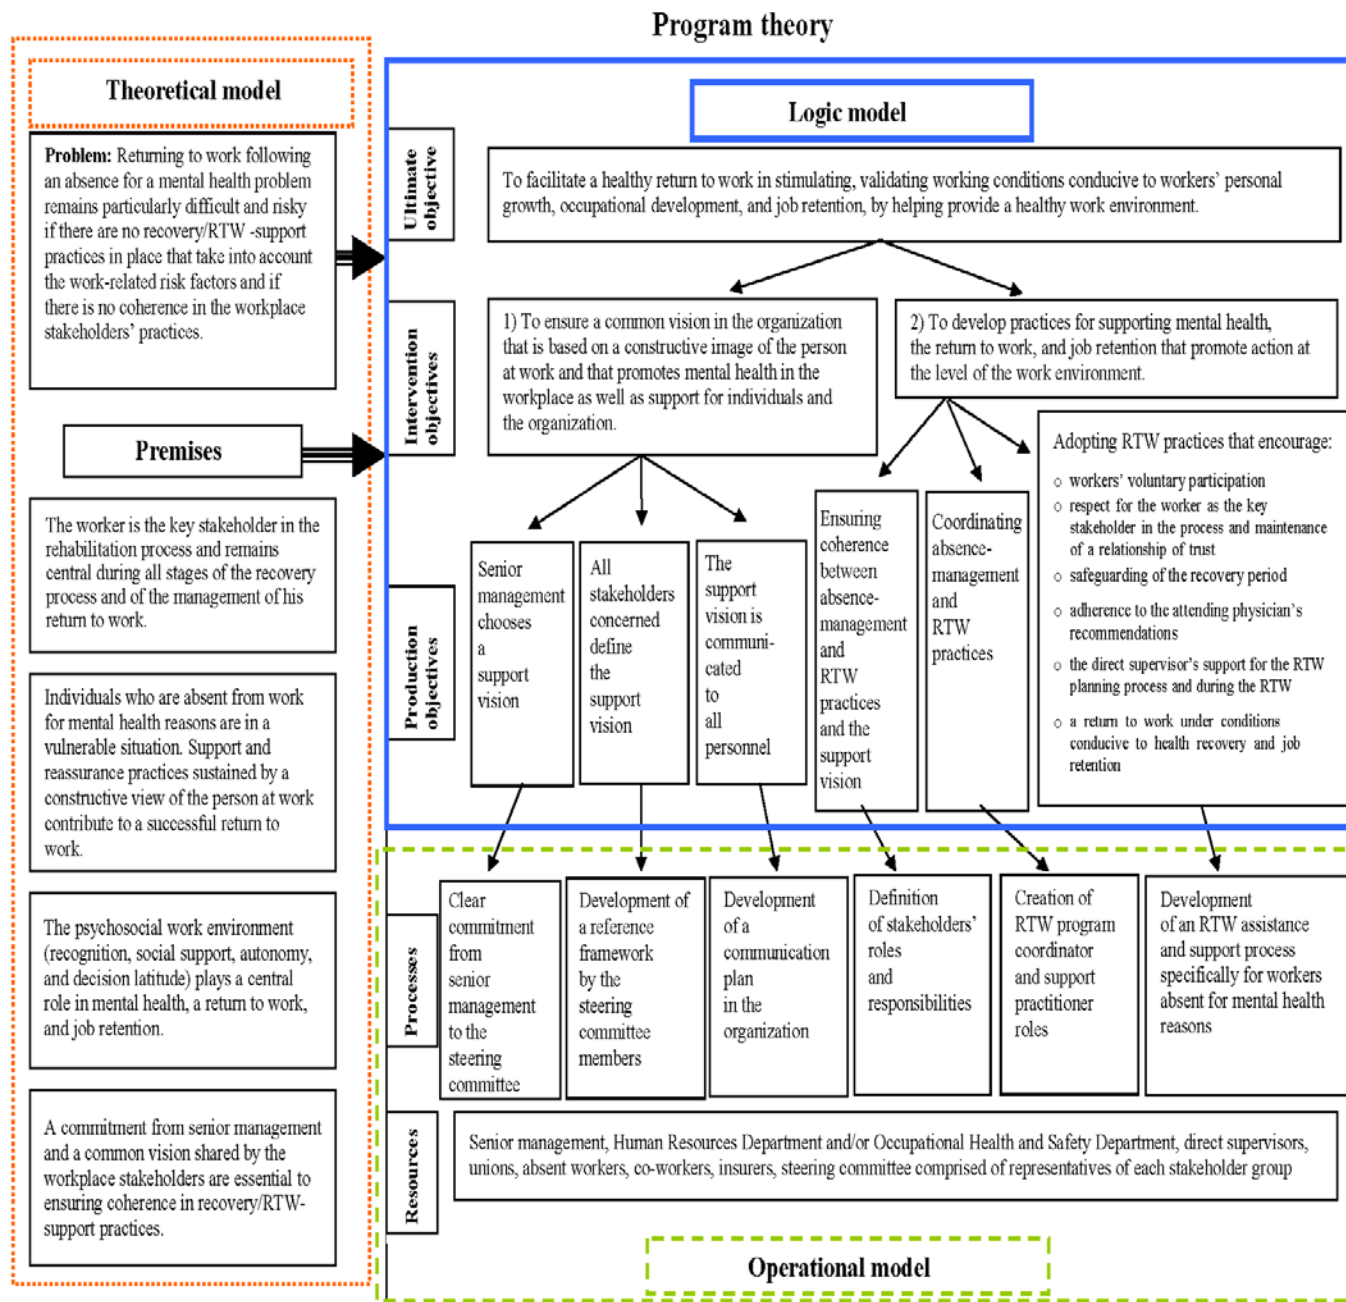 Program theory
Theoretical model
Problem: Returning to work following
an absence for a mental health problem
remains particularly difficult and risky
if there are no recovery/RTW -support
practices in place that take into account
the work-related risk factors and if
there is no coherence in the workplace
stakeholders' practices.
Premises
The worker is the key stakeholder in the
rehabilitation process and remains
central during all stages of the recovery
process and of the management of his
return to work.
Individuals who are absent from work
for mental health reasons are in a
vulnerable situation. Support and
reassurance practices sustained by a
constructive view of the person at work
contribute to a successful return to
work.
The psychosocial work environment
(recognition, social support, autonomy,
and decision latitude) plays a central
role in mental health, a return to work,
and job retention.
A commitment from senior management
and a common vision shared by the
workplace stakeholders are essential to
ensuring coherence in recovery/RTW-
support practices.
Logic model
Ultimate
objective
To facilitate a healthy return to work in stimulating, validating working conditions conducive to workers' personal
growth, occupational development, and job retention, by helping provide a healthy work environment.
Intervention
objectives
1) To ensure a common vision in the organization
that is based on a constructive image of the person
at work and that promotes mental health in the
workplace as well as support for individuals and
the organization.
2) To develop practices for supporting mental health,
the return to work, and job retention that promote action at
the level of the work environment.
Production
objectives
Senior
management
chooses
a
support
vision
All
stakeholders
concerned
define
the
support
vision
The
support
vision is
communi-
cated
to
all
personnel
Ensuring
coherence
between
absence-
management
and
RTW
practices
and the
support
vision
Coordinating
absence-
management
and
RTW
practices
Adopting RTW practices that encourage:
o workers' voluntary participation
o respect for the worker as the key
stakeholder in the process and maintenance
of a relationship of trust
o safeguarding of the recovery period
o adherence to the attending physician's
recommendations
o the direct supervisor's support for the RTW
planning process and during the RTW
o a return to work under conditions
conducive to health recovery and job
retention
Processes
Clear
commitment
from
senior
management
to the
steering
committee
Development of
a reference
framework
by the
steering
committee
members
Development
of a
communication
plan
in the
organization
Definition
of stakeholders'
roles
and
responsibilities
Creation of
RTW program
coordinator
and support
practitioner
roles
Development
of an RTW assistance
and support process
specifically for workers
absent for mental health
reasons
Resources
Senior management, Human Resources Department and/or Occupational Health and Safety Department, direct supervisors,
unions, absent workers, co-workers, insurers, steering committee comprised of representatives of each stakeholder group
Operational model